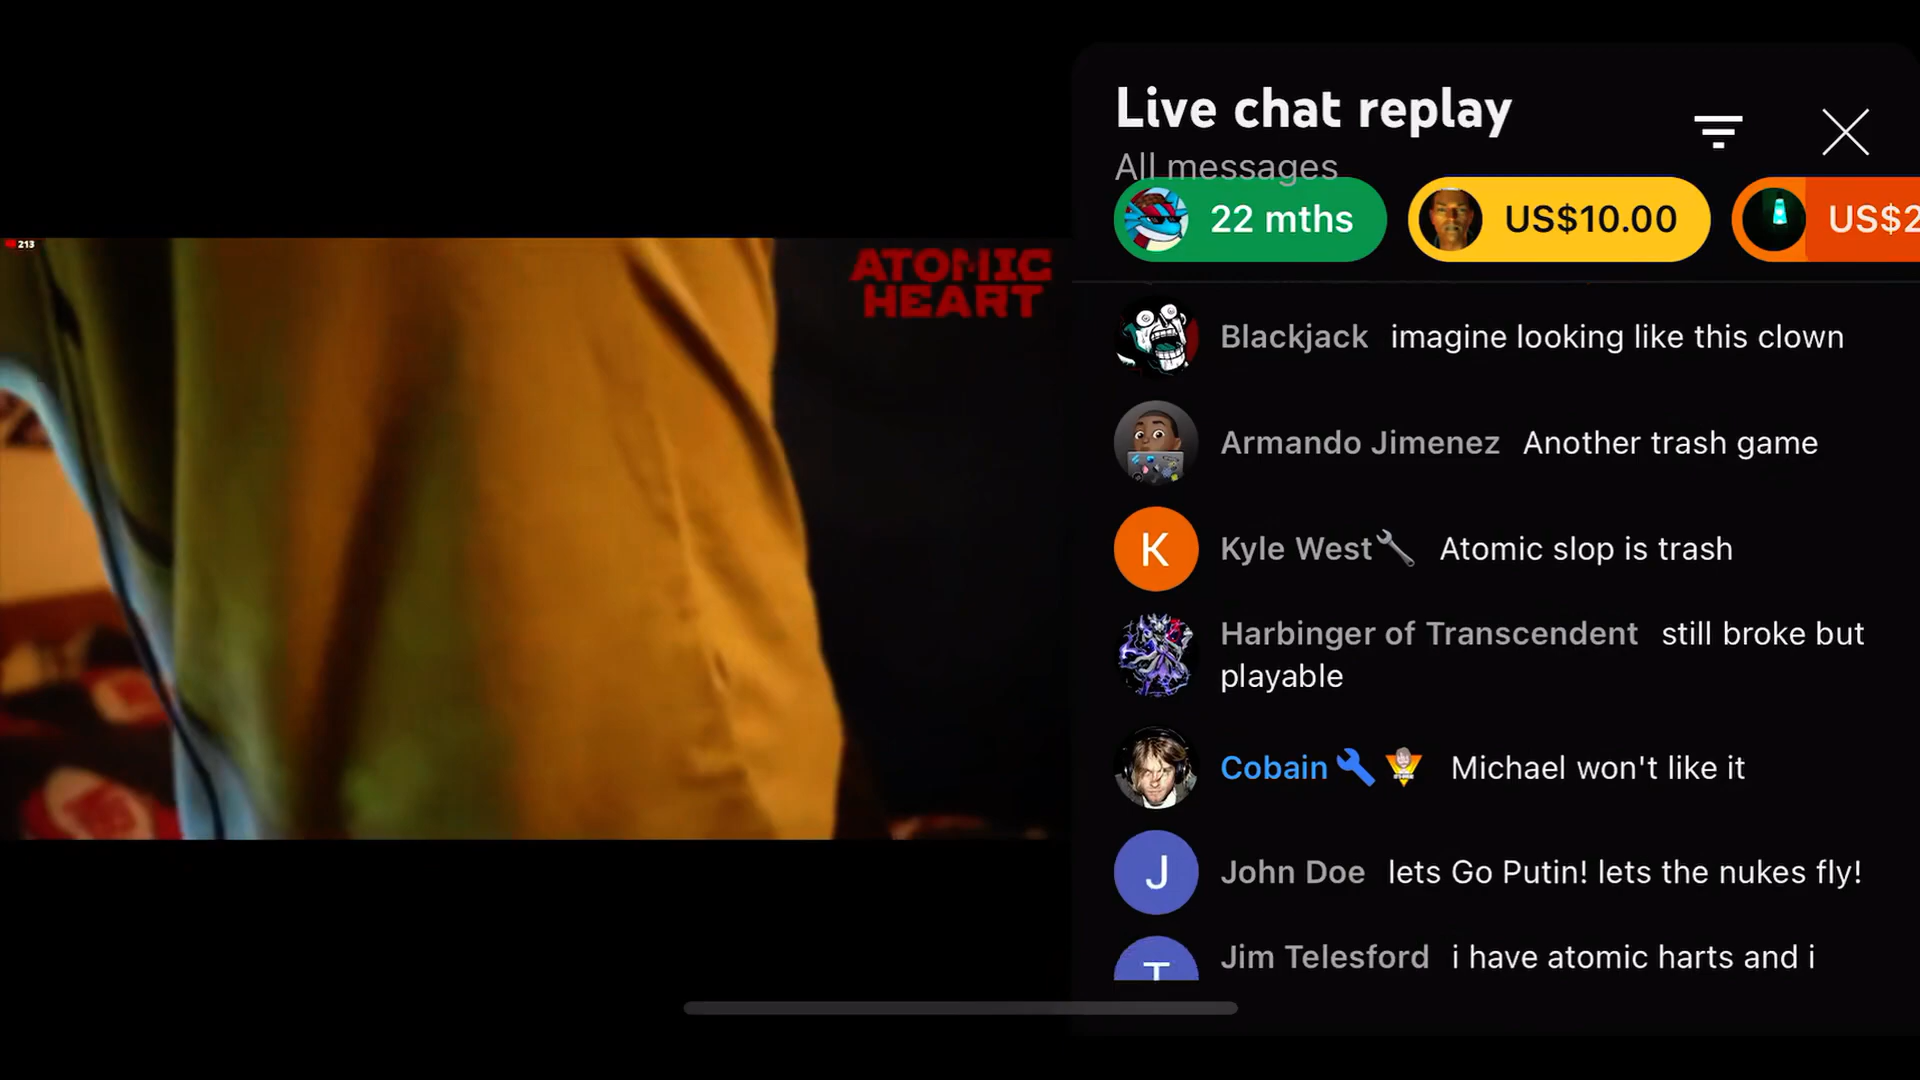 213
ATOMIC
HEART
Live chat replay
All messages
22 mths
US$10.00
US$2
Blackjack imagine looking like this clown
Armando Jimenez Another trash game
K
Kyle West Atomic slop is trash
Harbinger of Transcendent still broke but
playable
Cobain Michael won't like it
J
John Doe lets Go Putin! lets the nukes fly!
Jim Telesford i have atomic harts and i